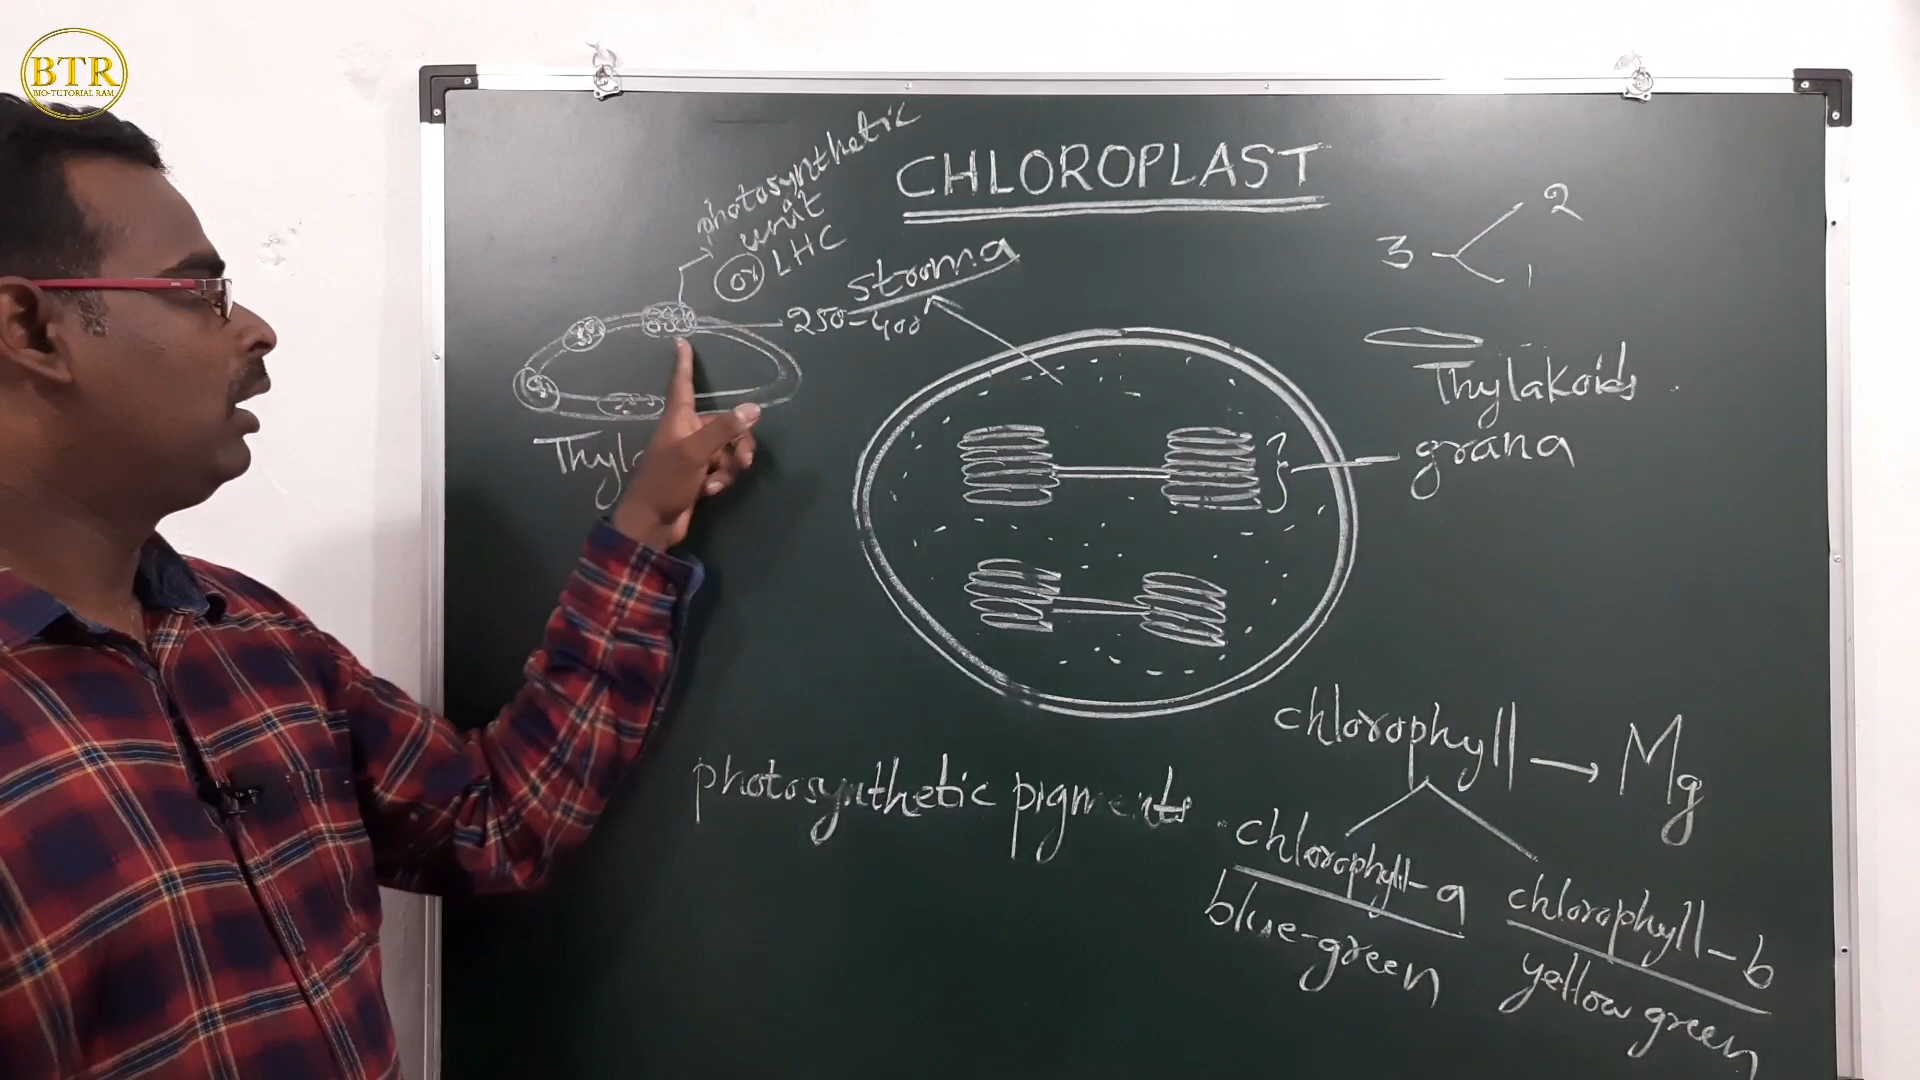 BTR
BIO-TUTORIAL RAM
CHLOROPLAST
photosynthetic
unit
or LHC
stroma
250-400
3
2
1
Thylakoids
grana
chlorophyll → Mg
photosynthetic pigments
chlorophyll-a
blue-green
chlorophyll-b
yellow green